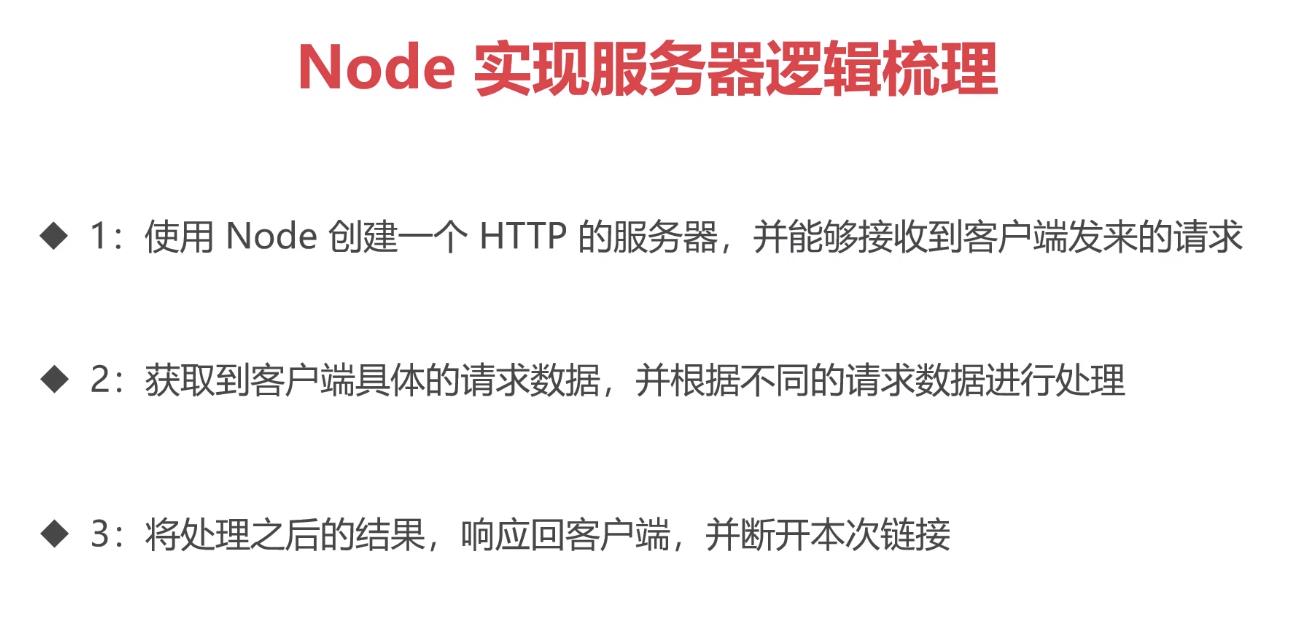 Node 实现服务器逻辑梳理
◆ 1：使用 Node 创建一个 HTTP 的服务器，并能够接收到客户端发来的请求
◆ 2：获取到客户端具体的请求数据，并根据不同的请求数据进行处理
◆ 3：将处理之后的结果，响应回客户端，并断开本次链接